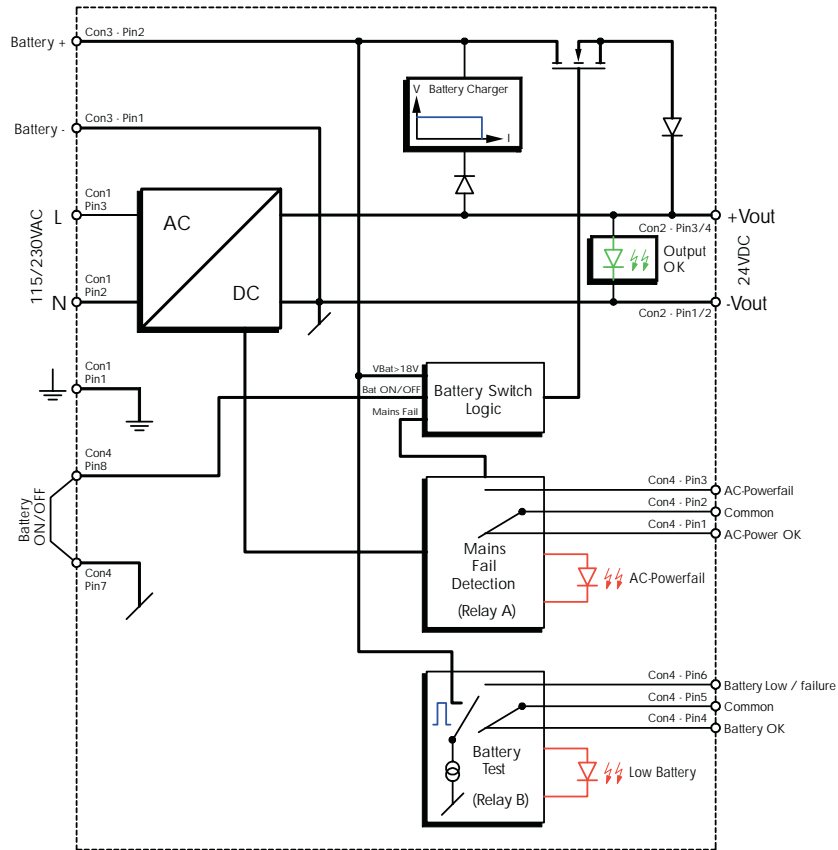 Con3 - Pin2
Battery +
V Battery Charger
I
Con3 - Pin1
Battery -
Con1
Pin3
L
AC
+Vout
Con2 - Pin3/4
115/230VAC
Output
OK
24VDC
Con1
Pin2
N
DC
-Vout
Con2 - Pin1/2
Con1
Pin1
VBat>18V
Bat ON/OFF
Mains Fail
Battery Switch
Logic
Con4
Pin8
Battery
ON/OFF
Con4
Pin7
Con4 - Pin3
AC-Powerfail
Con4 - Pin2
Common
Con4 - Pin1
AC-Power OK
Mains
Fail
Detection
(Relay A)
AC-Powerfail
Con4 - Pin6
Battery Low / failure
Con4 - Pin5
Common
Con4 - Pin4
Battery OK
Battery
Test
(Relay B)
Low Battery